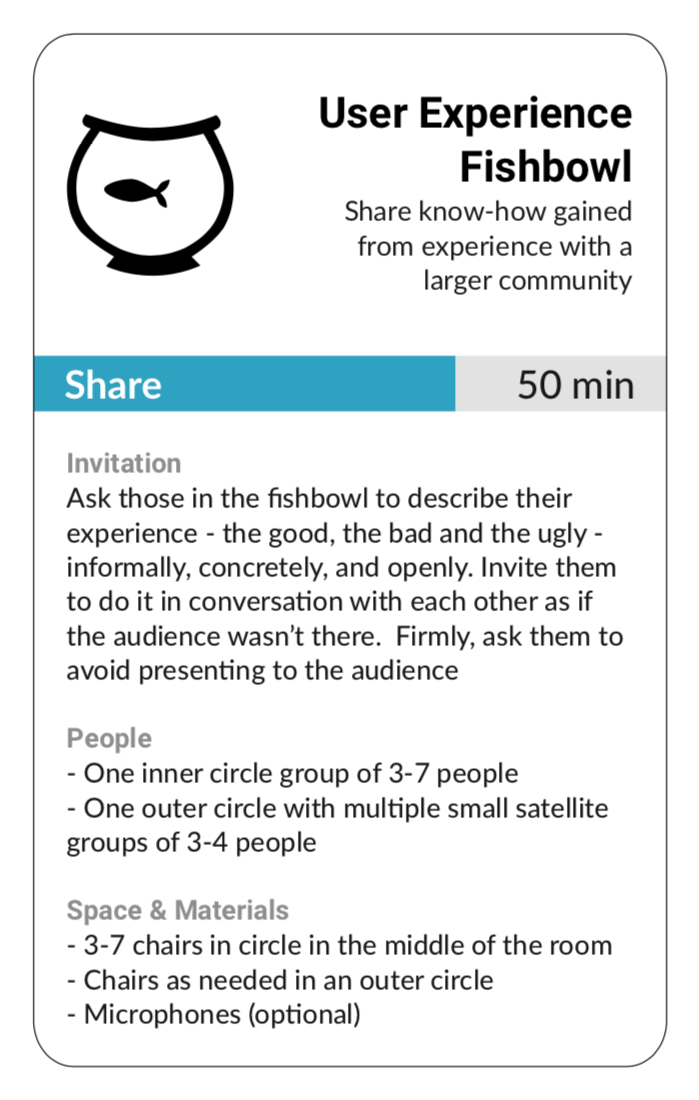 User Experience
Fishbowl
Share know-how gained
from experience with a
larger community
Share
50 min
Invitation
Ask those in the fishbowl to describe their
experience - the good, the bad and the ugly -
informally, concretely, and openly. Invite them
to do it in conversation with each other as if
the audience wasn’t there.  Firmly, ask them to
avoid presenting to the audience
People
- One inner circle group of 3-7 people
- One outer circle with multiple small satellite
groups of 3-4 people
Space & Materials
- 3-7 chairs in circle in the middle of the room
- Chairs as needed in an outer circle
- Microphones (optional)